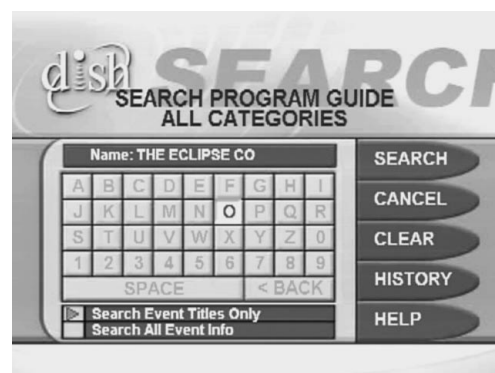 dish
SEARCH
SEARCH PROGRAM GUIDE
ALL CATEGORIES
Name: THE ECLIPSE CO
A B C D E F G H I
J K L M N O P Q R
S T U V W X Y Z 0
1 2 3 4 5 6 7 8 9
SPACE < BACK
Search Event Titles Only
Search All Event Info
SEARCH
CANCEL
CLEAR
HISTORY
HELP